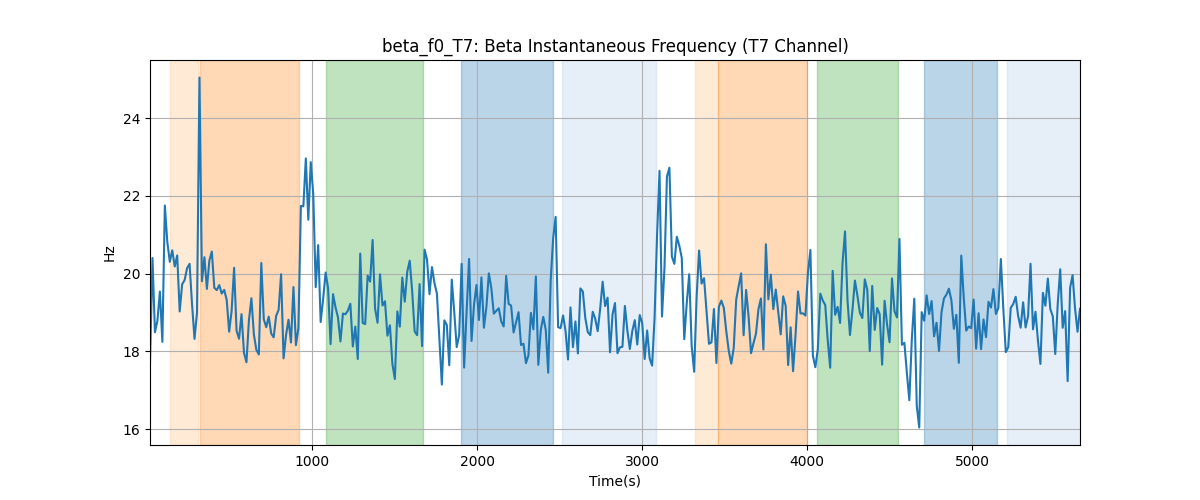 beta_f0_T7: Beta Instantaneous Frequency (T7 Channel)
24
22
20
18
16
Hz
1000 2000 3000 4000 5000
Time(s)